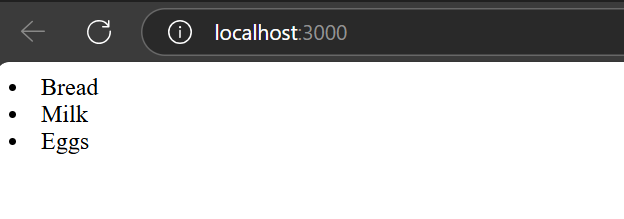 localhost:3000
• Bread
• Milk
• Eggs